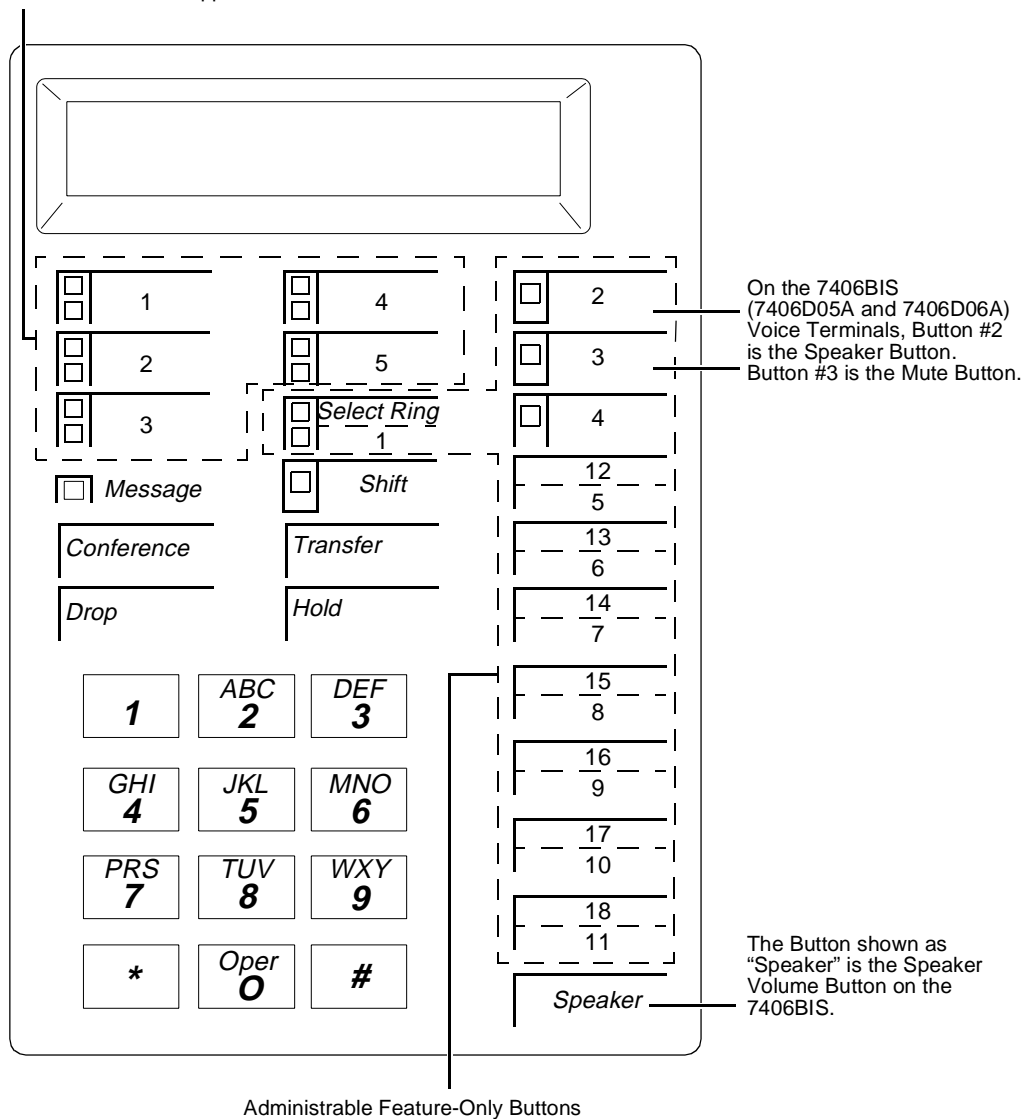 1
4
2
2
5
3
3
Select Ring
1
4
Message
Shift
12
5
Conference
Transfer
13
6
Drop
Hold
14
7
15
8
16
9
17
10
18
11
Speaker
1
ABC
2
DEF
3
GHI
4
JKL
5
MNO
6
PRS
7
TUV
8
WXY
9
*
Oper
0
#
On the 7406BIS
(7406D05A and 7406D06A)
Voice Terminals, Button #2
is the Speaker Button.
Button #3 is the Mute Button.
The Button shown as
“Speaker” is the Speaker
Volume Button on the
7406BIS.
Administrable Feature-Only Buttons